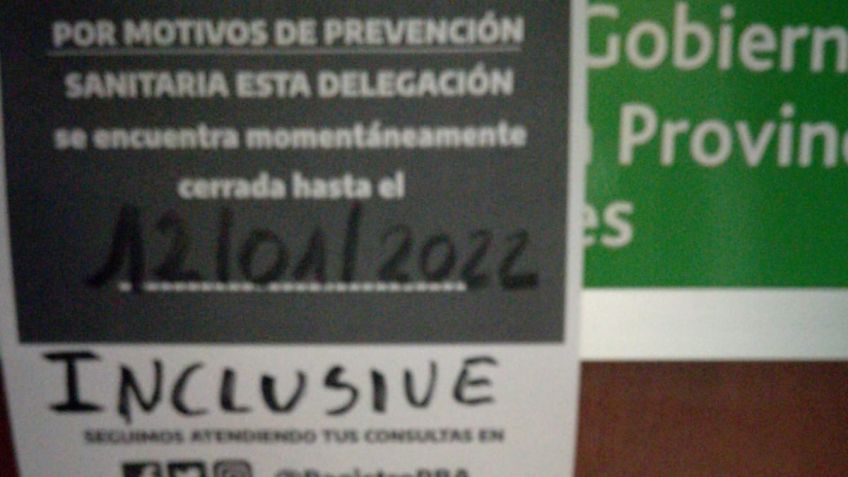 POR MOTIVOS DE PREVENCIÓN
SANITARIA ESTA DELEGACIÓN
se encuentra momentáneamente
cerrada hasta el
12/01/2022
INCLUSIVE
SEGUIMOS ATENDIENDO TUS CONSULTAS EN
@RegistroPBA
Gobiern
Provin
es